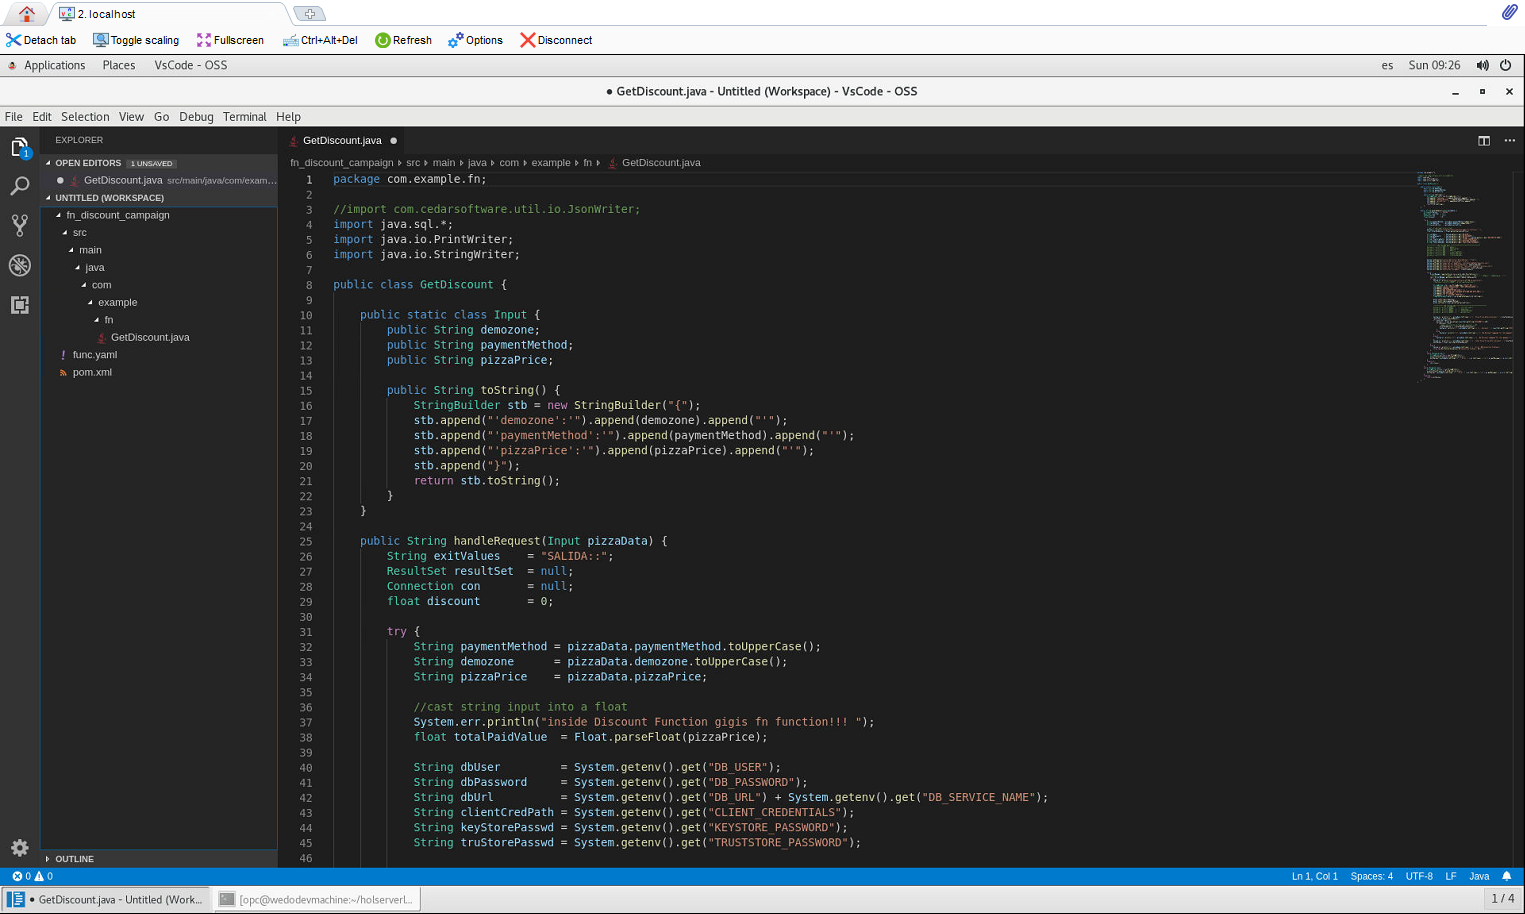 2. localhost
Detach tab Toggle scaling Fullscreen Ctrl+Alt+Del Refresh Options Disconnect
Applications Places VsCode - OSS es Sun 09:26
● GetDiscount.java - Untitled (Workspace) - VsCode - OSS
File Edit Selection View Go Debug Terminal Help
EXPLORER
1
OPEN EDITORS 1 UNSAVED
● GetDiscount.java src/main/java/com/exam...
UNTITLED (WORKSPACE)
fn_discount_campaign
src
main
java
com
example
fn
GetDiscount.java
! func.yaml
pom.xml
OUTLINE
GetDiscount.java ●
fn_discount_campaign src main java com example fn GetDiscount.java
1 package com.example.fn;
2
3 //import com.cedarsoftware.util.io.JsonWriter;
4 import java.sql.*;
5 import java.io.PrintWriter;
6 import java.io.StringWriter;
7
8 public class GetDiscount {
9
10 public static class Input {
11 public String demozone;
12 public String paymentMethod;
13 public String pizzaPrice;
14
15 public String toString() {
16 StringBuilder stb = new StringBuilder("{");
17 stb.append("'demozone':'").append(demozone).append("'");
18 stb.append("'paymentMethod':'").append(paymentMethod).append("'");
19 stb.append("'pizzaPrice':'").append(pizzaPrice).append("'");
20 stb.append("}");
21 return stb.toString();
22 }
23 }
24
25 public String handleRequest(Input pizzaData) {
26 String exitValues = "SALIDA::";
27 ResultSet resultSet = null;
28 Connection con = null;
29 float discount = 0;
30
31 try {
32 String paymentMethod = pizzaData.paymentMethod.toUpperCase();
33 String demozone = pizzaData.demozone.toUpperCase();
34 String pizzaPrice = pizzaData.pizzaPrice;
35
36 //cast string input into a float
37 System.err.println("inside Discount Function gigis fn function!!! ");
38 float totalPaidValue = Float.parseFloat(pizzaPrice);
39
40 String dbUser = System.getenv().get("DB_USER");
41 String dbPassword = System.getenv().get("DB_PASSWORD");
42 String dbUrl = System.getenv().get("DB_URL") + System.getenv().get("DB_SERVICE_NAME");
43 String clientCredPath = System.getenv().get("CLIENT_CREDENTIALS");
44 String keyStorePasswd = System.getenv().get("KEYSTORE_PASSWORD");
45 String truStorePasswd = System.getenv().get("TRUSTSTORE_PASSWORD");
46
0 0 Ln 1, Col 1 Spaces: 4 UTF-8 LF Java
● GetDiscount.java - Untitled (Work... [opc@wedodevmachine:~/holserverl... 1 / 4